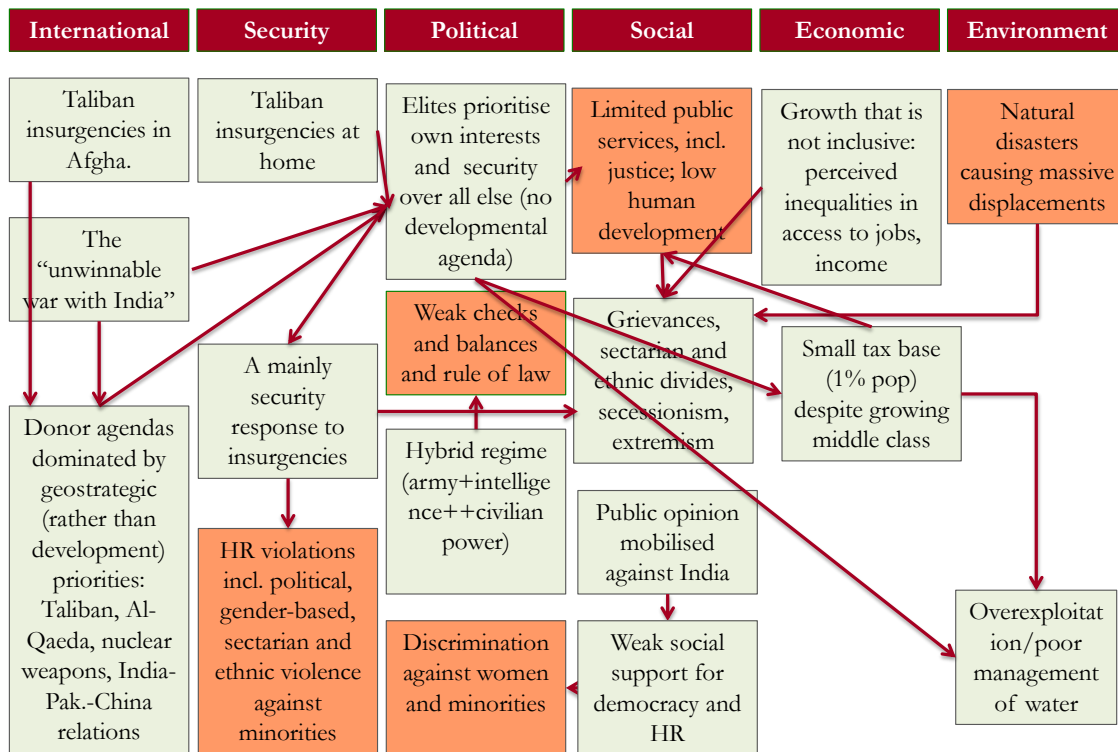 International
Security
Political
Social
Economic
Environment
Taliban
insurgencies in
Afgha.
The
“unwinnable
war with India”
Donor agendas
dominated by
geostrategic
(rather than
development)
priorities:
Taliban, Al-
Qaeda, nuclear
weapons, India-
Pak.-China
relations
Taliban
insurgencies at
home
A mainly
security
response to
insurgencies
HR violations
incl. political,
gender-based,
sectarian and
ethnic violence
against
minorities
Elites prioritise
own interests
and security
over all else (no
developmental
agenda)
Weak checks
and balances
and rule of law
Hybrid regime
(army+intellige
nce++civilian
power)
Discrimination
against women
and minorities
Limited public
services, incl.
justice; low
human
development
Grievances,
sectarian and
ethnic divides,
secessionism,
extremism
Public opinion
mobilised
against India
Weak social
support for
democracy and
HR
Growth that is
not inclusive:
perceived
inequalities in
access to jobs,
income
Small tax base
(1% pop)
despite growing
middle class
Natural
disasters
causing massive
displacements
Overexploitat
ion/poor
management
of water